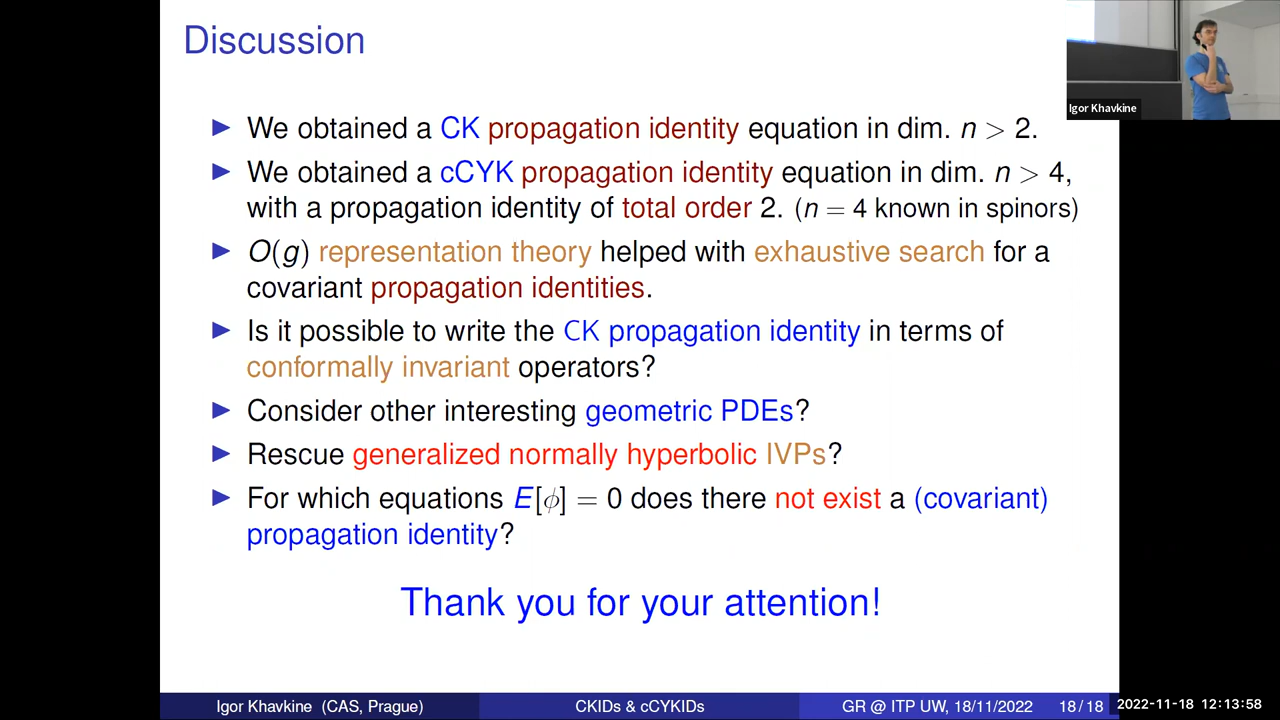 Discussion
Igor Khavkine
▶ We obtained a CK propagation identity equation in dim. n > 2.
▶ We obtained a cCYK propagation identity equation in dim. n > 4,
with a propagation identity of total order 2. (n = 4 known in spinors)
▶ O(g) representation theory helped with exhaustive search for a
covariant propagation identities.
▶ Is it possible to write the CK propagation identity in terms of
conformally invariant operators?
▶ Consider other interesting geometric PDEs?
▶ Rescue generalized normally hyperbolic IVPs?
▶ For which equations E[ϕ] = 0 does there not exist a (covariant)
propagation identity?
Thank you for your attention!
Igor Khavkine (CAS, Prague) CKIDs & cCYKIDs GR @ ITP UW, 18/11/2022 18 / 18 2022-11-18 12:13:58